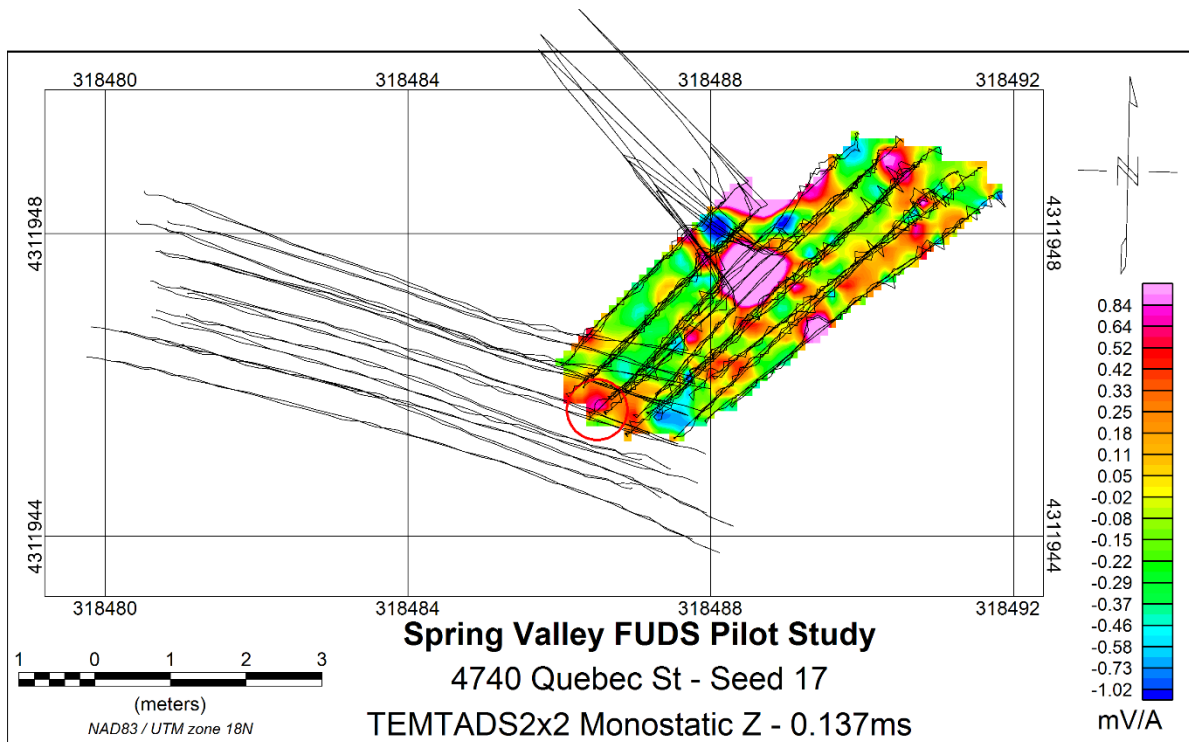 318480 318484 318488 318492
N
4311948 4311948
4311944 4311944
318480 318484 318488 318492
0.84
0.64
0.52
0.42
0.33
0.25
0.18
0.11
0.05
-0.02
-0.08
-0.15
-0.22
-0.29
-0.37
-0.46
-0.58
-0.73
-1.02
mV/A
Spring Valley FUDS Pilot Study
4740 Quebec St - Seed 17
TEMTADS2x2 Monostatic Z - 0.137ms
1 0 1 2 3
(meters)
NAD83 / UTM zone 18N